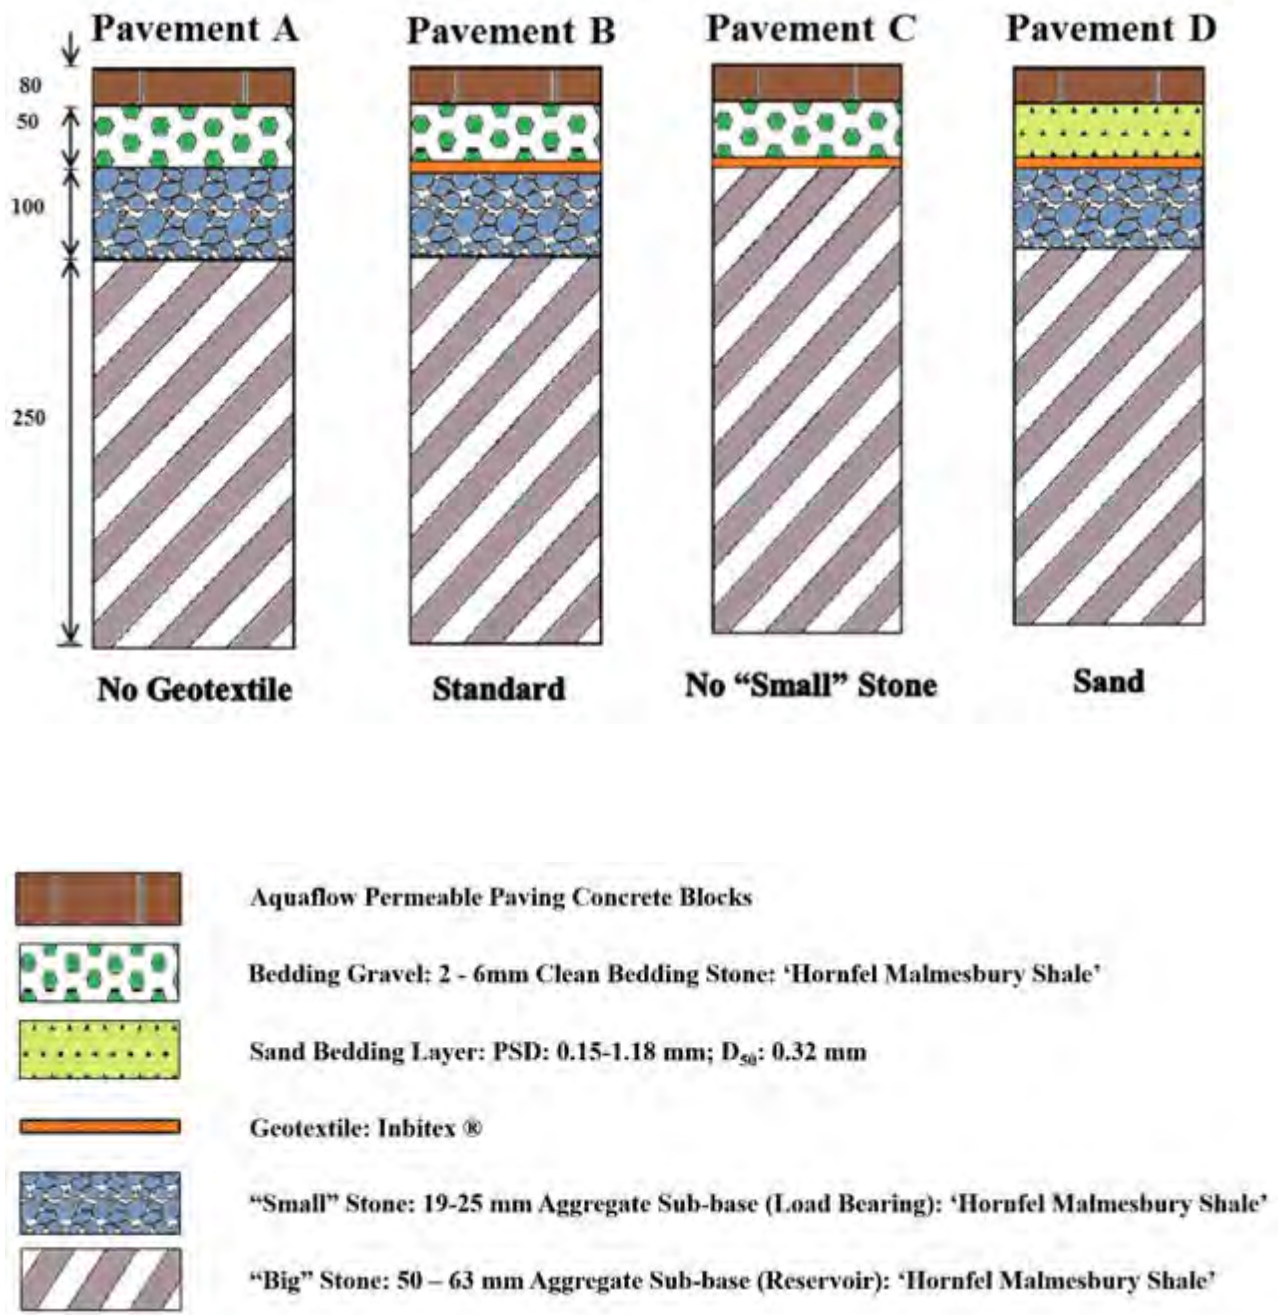 Pavement A Pavement B Pavement C Pavement D
80
50
100
250
No Geotextile Standard No “Small” Stone Sand
Aquaflow Permeable Paving Concrete Blocks
Bedding Gravel: 2 - 6mm Clean Bedding Stone: ‘Hornfel Malmesbury Shale’
Sand Bedding Layer: PSD: 0.15-1.18 mm; D₅₀: 0.32 mm
Geotextile: Inbitex ®
“Small” Stone: 19-25 mm Aggregate Sub-base (Load Bearing): ‘Hornfel Malmesbury Shale’
“Big” Stone: 50 – 63 mm Aggregate Sub-base (Reservoir): ‘Hornfel Malmesbury Shale’